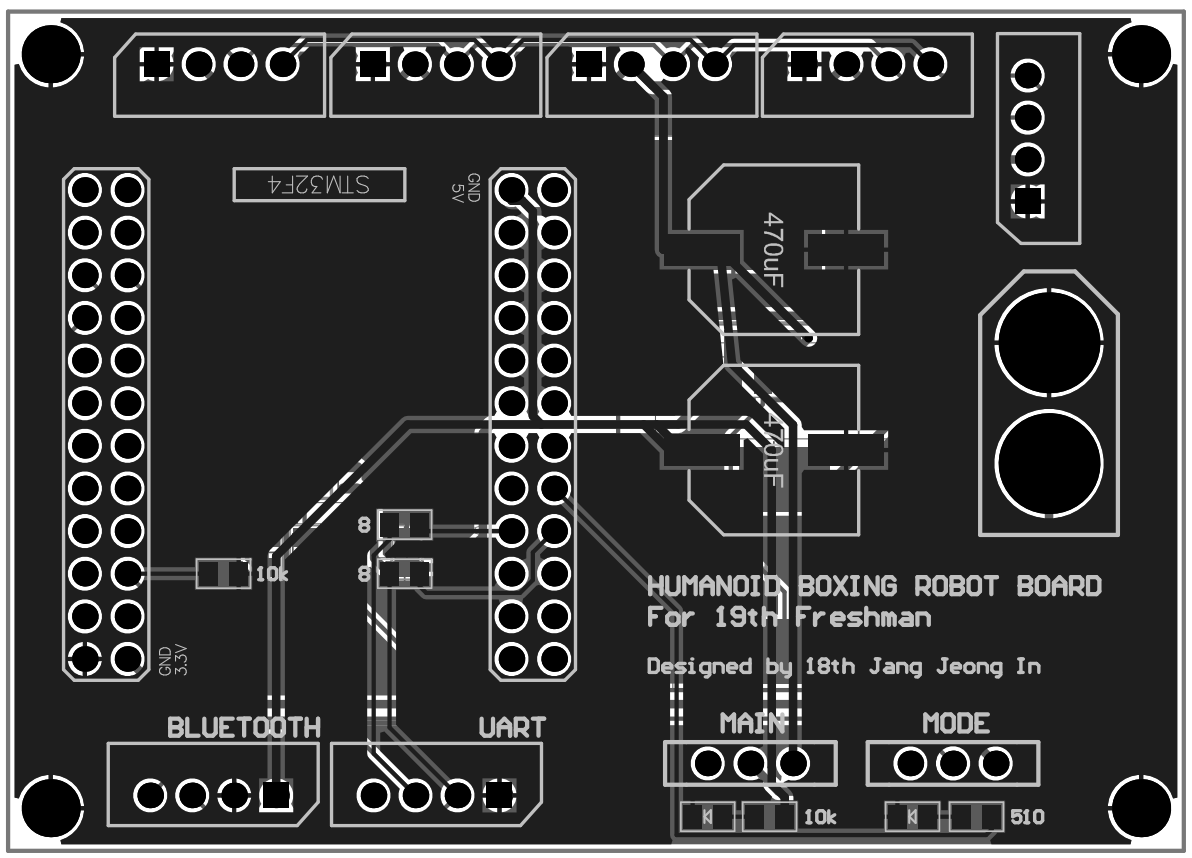 STM32F4
GND
5V
470uF
470uF
8
8
10k
HUMANOID BOXING ROBOT BOARD
For 19th Freshman
Designed by 18th Jang Jeong In
GND
3.3V
BLUETOOTH
UART
MAIN
MODE
10k
510